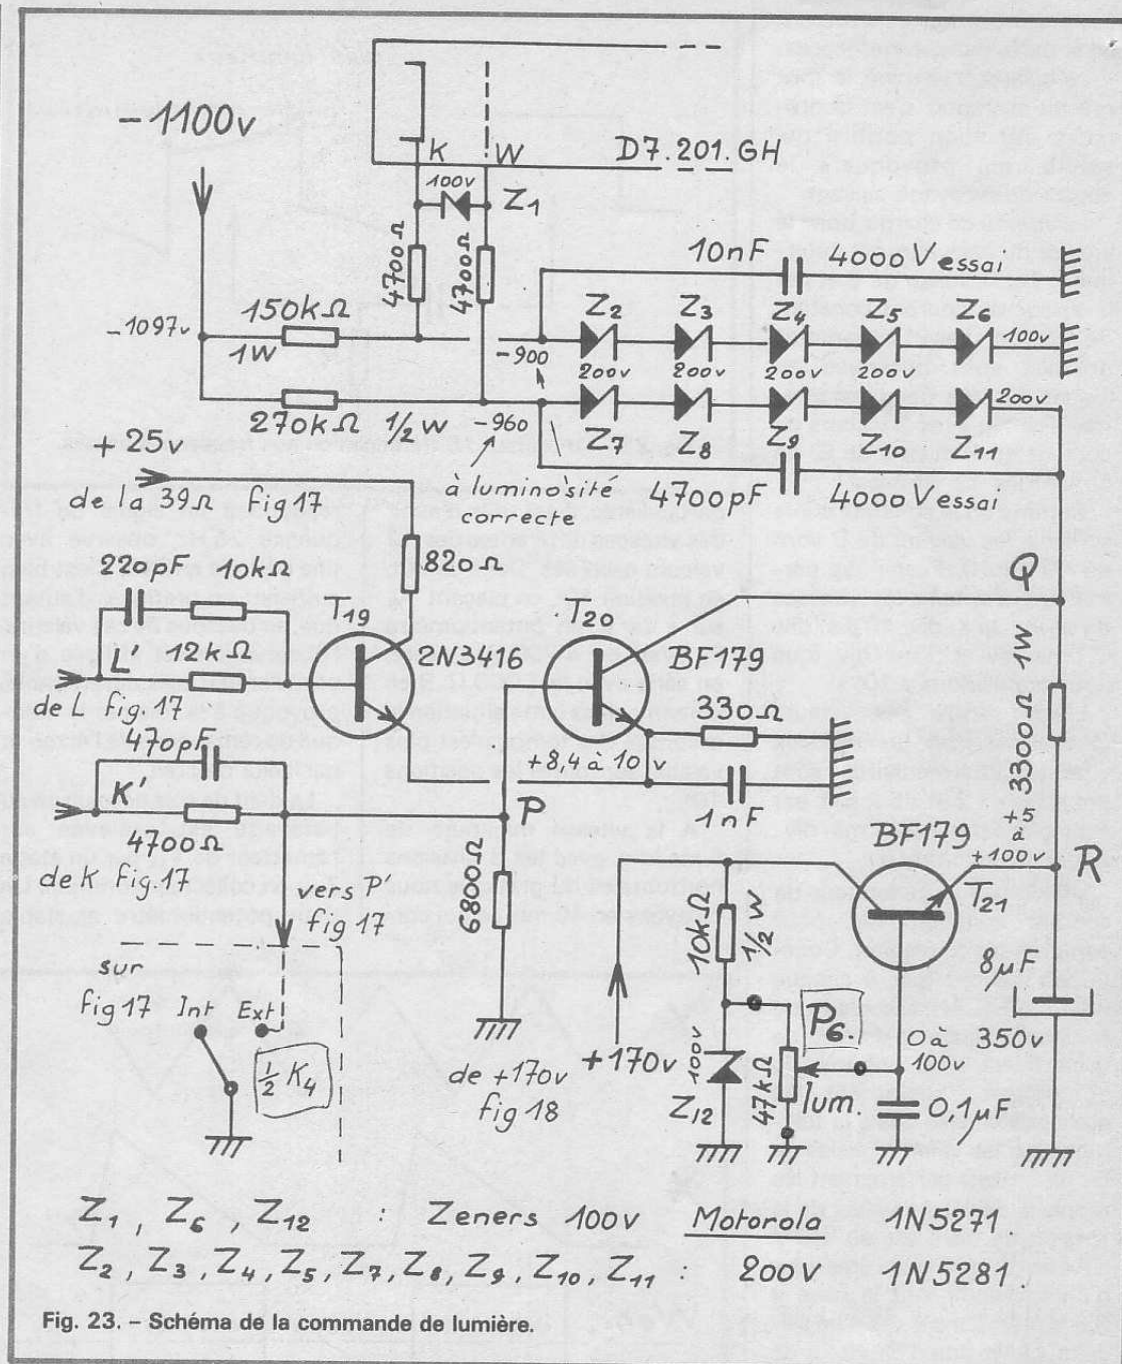 -1100v
K
W
D7.201.GH
100v
Z1
4700Ω
4700Ω
10nF
4000V essai
150kΩ
-1097v
1W
-900
Z2
Z3
Z4
Z5
Z6
100v
200v
200v
200v
200v
200v
270kΩ
1/2 W
-960
Z7
Z8
Z9
Z10
Z11
+25v
de la 39Ω fig 17
à luminosité
correcte
4700pF
4000V essai
820Ω
220pF
10kΩ
T19
T20
Q
L'
12kΩ
2N3416
BF179
de L fig. 17
330Ω
3300Ω 1W
470pF
+8,4 à 10 v
K'
P
1nF
+5
à
+100v
4700Ω
BF179
R
de K fig. 17
vers P'
fig 17
6800Ω
T21
10kΩ
1/2 W
sur
fig 17
Int
Ext
8µF
350v
P6.
0 à
100v
1/2 K4
de +170v
fig 18
+170v
100v
Z12
47kΩ
lum.
0,1µF
Z1, Z6, Z12 : Zeners 100v Motorola 1N5271.
Z2, Z3, Z4, Z5, Z7, Z8, Z9, Z10, Z11 : 200V 1N5281.
Fig. 23. – Schéma de la commande de lumière.